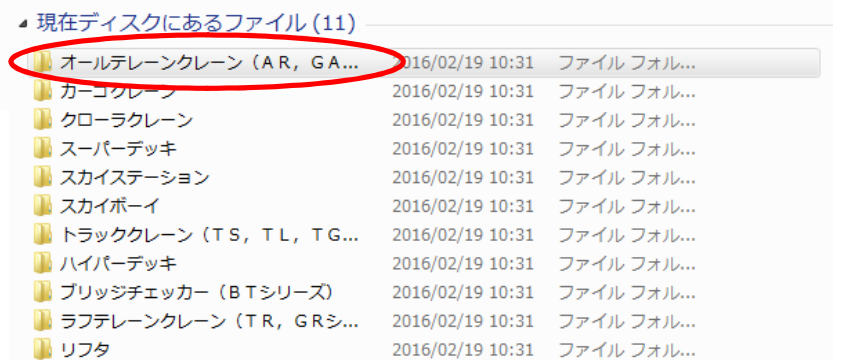 現在ディスクにあるファイル (11)
オールテレーンクレーン（ＡＲ，ＧＡ... 2016/02/19 10:31 ファイル フォル...
カーゴクレーン 2016/02/19 10:31 ファイル フォル...
クローラクレーン 2016/02/19 10:31 ファイル フォル...
スーパーデッキ 2016/02/19 10:31 ファイル フォル...
スカイステーション 2016/02/19 10:31 ファイル フォル...
スカイボーイ 2016/02/19 10:31 ファイル フォル...
トラッククレーン（ＴＳ，ＴＬ，ＴＧ... 2016/02/19 10:31 ファイル フォル...
ハイパーデッキ 2016/02/19 10:31 ファイル フォル...
ブリッジチェッカー（ＢＴシリーズ） 2016/02/19 10:31 ファイル フォル...
ラフテレーンクレーン（ＴＲ，ＧＲシ... 2016/02/19 10:31 ファイル フォル...
リフタ 2016/02/19 10:31 ファイル フォル...